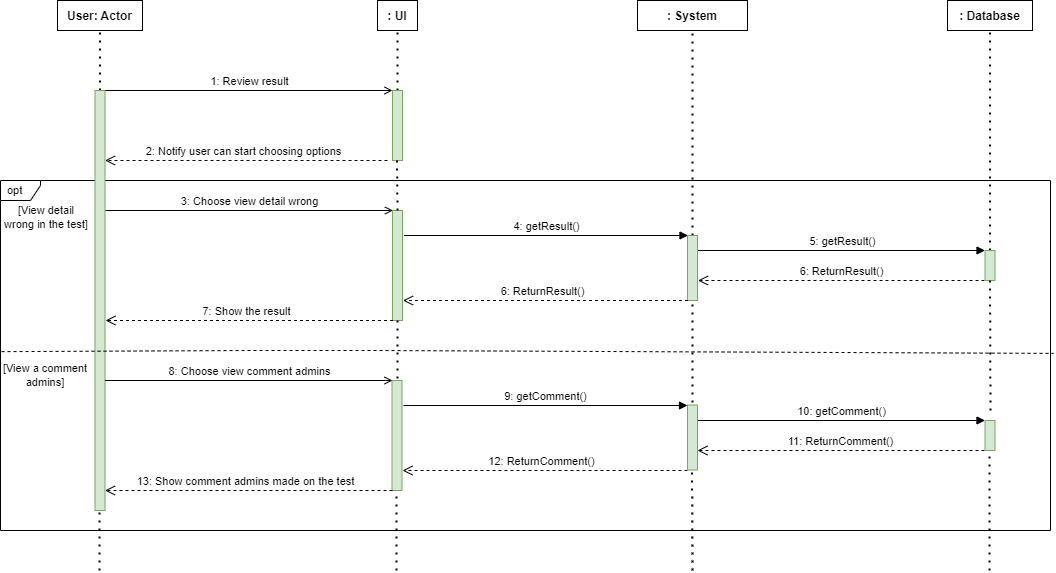 User: Actor
: UI
: System
: Database
1: Review result
2: Notify user can start choosing options
opt
[View detail
wrong in the test]
3: Choose view detail wrong
4: getResult()
5: getResult()
6: ReturnResult()
6: ReturnResult()
7: Show the result
[View a comment
admins]
8: Choose view comment admins
9: getComment()
10: getComment()
11: ReturnComment()
12: ReturnComment()
13: Show comment admins made on the test